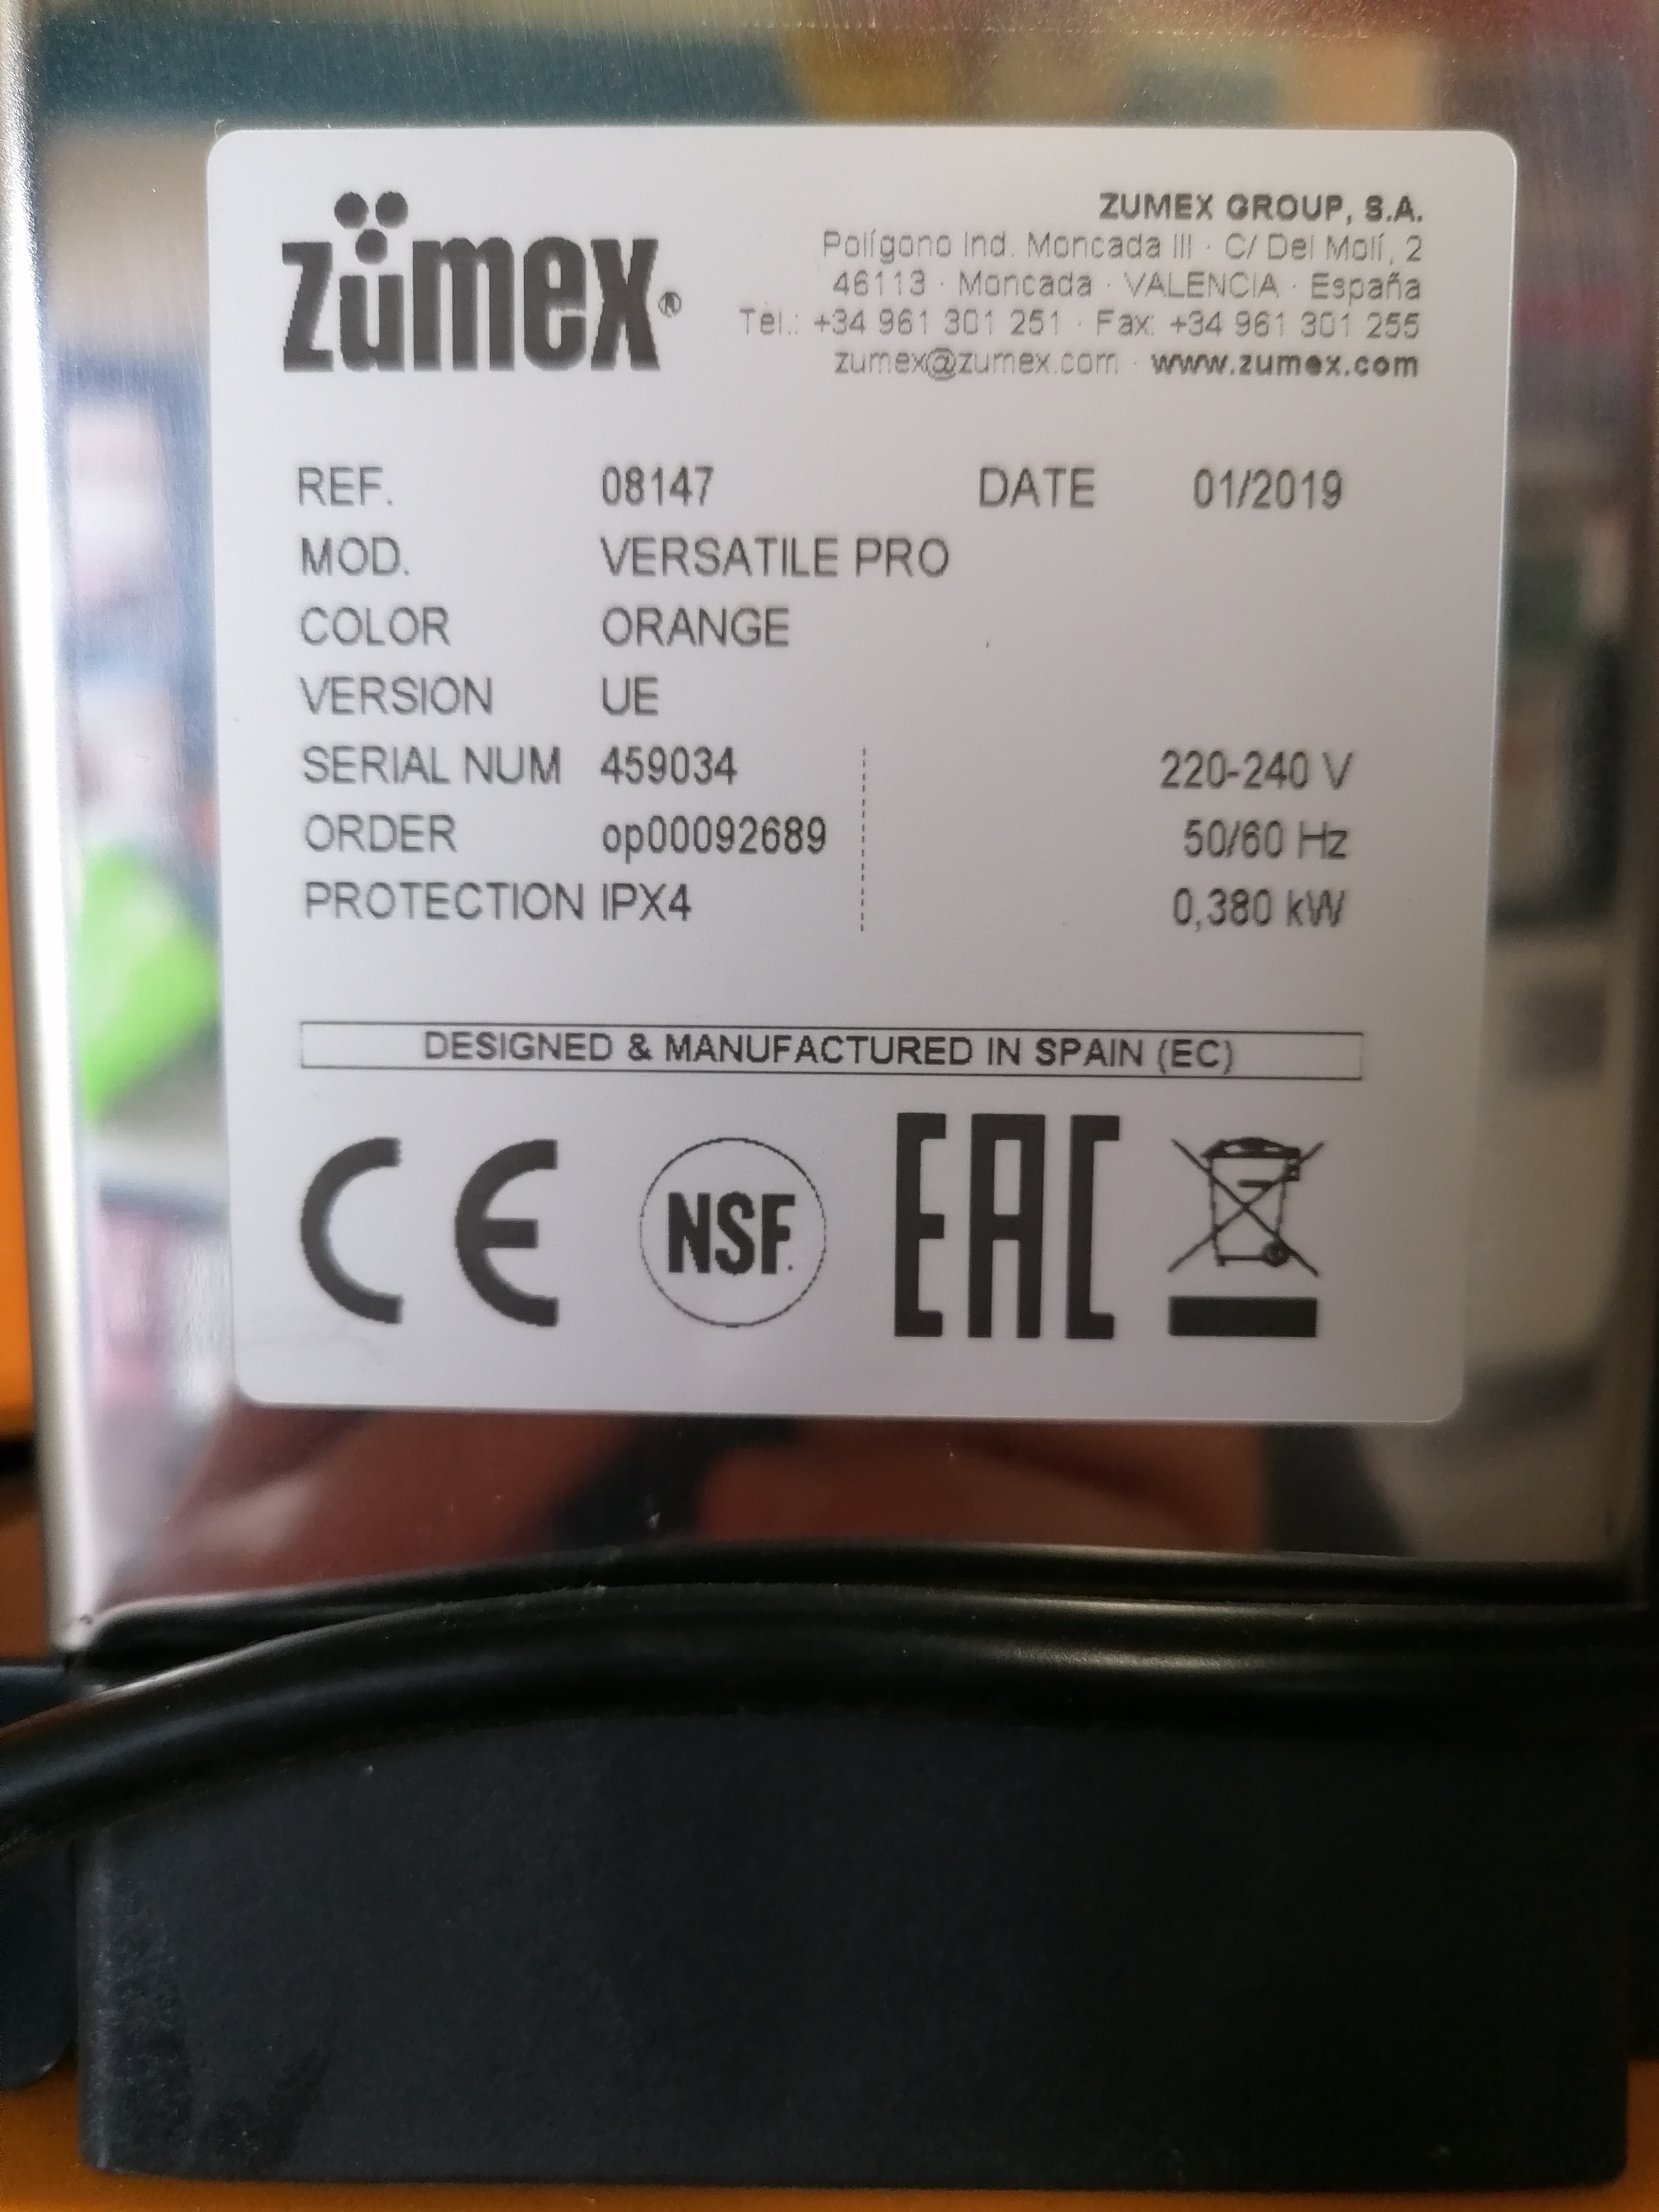 zümex®
ZUMEX GROUP, S.A.
Polígono Ind. Moncada III · C/ Del Molí, 2
46113 · Moncada · VALENCIA · España
Tel.: +34 961 301 251 · Fax: +34 961 301 255
zumex@zumex.com · www.zumex.com
REF. 08147 DATE 01/2019
MOD. VERSATILE PRO
COLOR ORANGE
VERSION UE
SERIAL NUM 459034 220-240 V
ORDER op00092689 50/60 Hz
PROTECTION IPX4 0,380 kW
DESIGNED & MANUFACTURED IN SPAIN (EC)
CE NSF. EAC